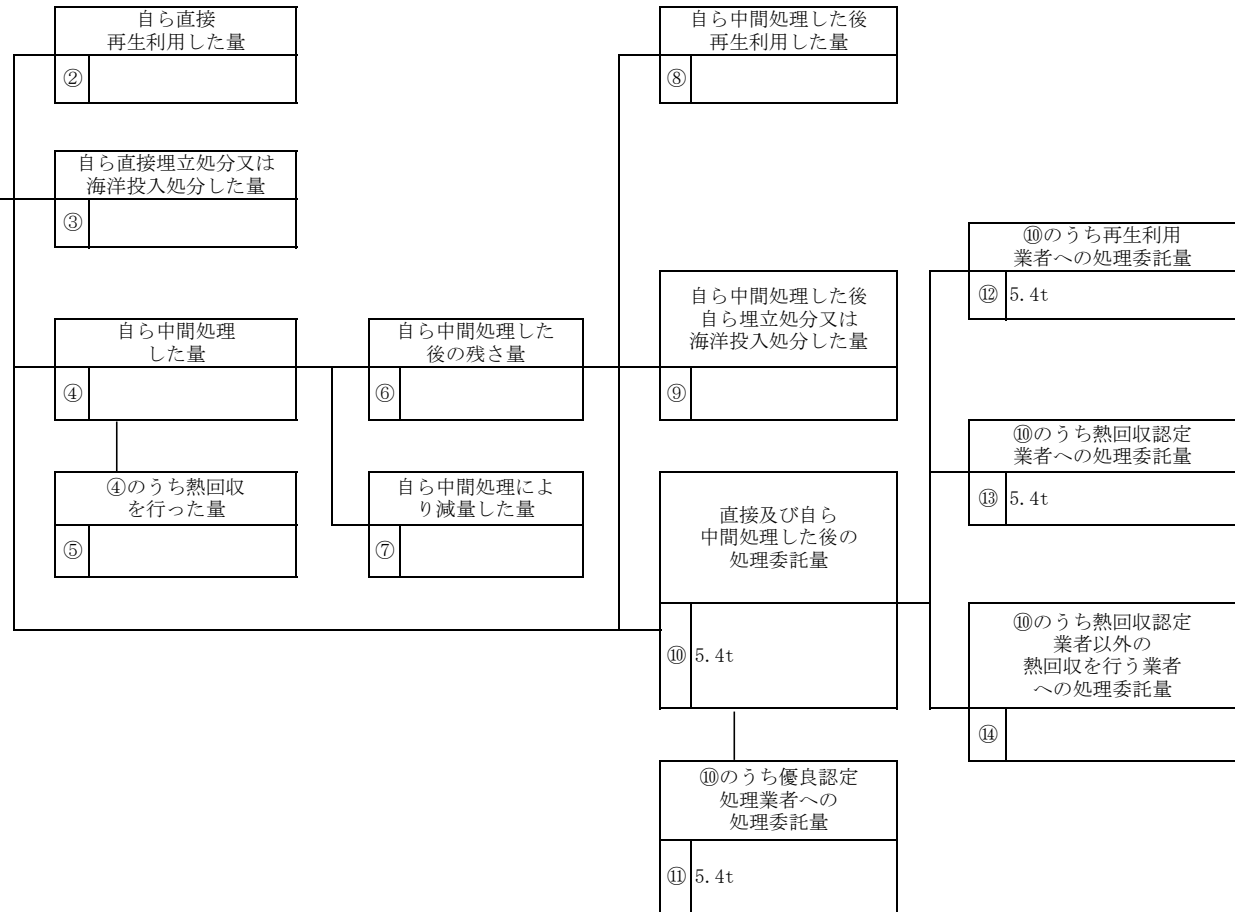 自ら直接
再生利用した量
②
自ら直接埋立処分又は
海洋投入処分した量
③
自ら中間処理
した量
④
④のうち熱回収
を行った量
⑤
自ら中間処理した
後の残さ量
⑥
自ら中間処理によ
り減量した量
⑦
自ら中間処理した後
再生利用した量
⑧
自ら中間処理した後
自ら埋立処分又は
海洋投入処分した量
⑨
直接及び自ら
中間処理した後の
処理委託量
⑩ 5.4t
⑩のうち優良認定
処理業者への
処理委託量
⑪ 5.4t
⑩のうち再生利用
業者への処理委託量
⑫ 5.4t
⑩のうち熱回収認定
業者への処理委託量
⑬ 5.4t
⑩のうち熱回収認定
業者以外の
熱回収を行う業者
への処理委託量
⑭